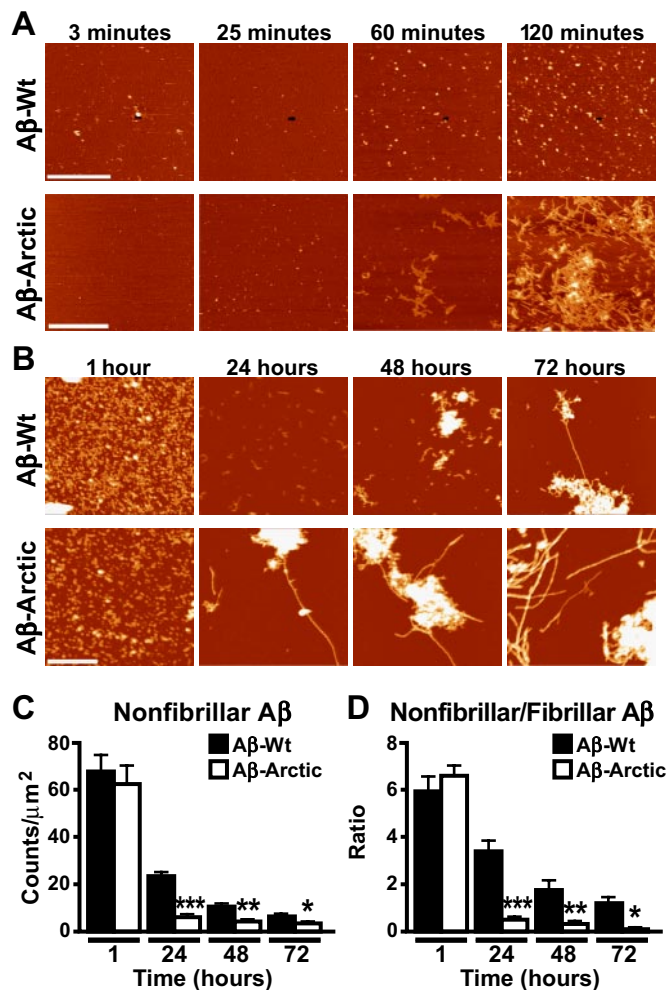 A
3 minutes 25 minutes 60 minutes 120 minutes
Aβ-Wt
Aβ-Arctic
B
1 hour 24 hours 48 hours 72 hours
Aβ-Wt
Aβ-Arctic
C Nonfibrillar Aβ
Aβ-Wt
Aβ-Arctic
Counts/μm²
80
60
40
20
0
*** ** *
1 24 48 72
Time (hours)
D Nonfibrillar/Fibrillar Aβ
Aβ-Wt
Aβ-Arctic
Ratio
8
6
4
2
0
*** ** *
1 24 48 72
Time (hours)